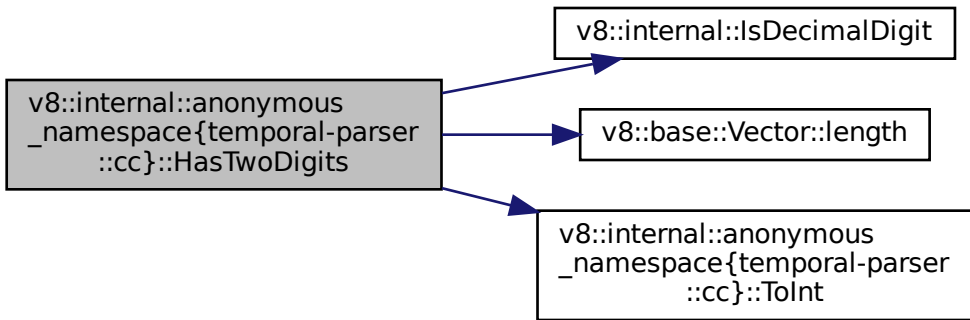 v8::internal::anonymous
_namespace{temporal-parser
::cc}::HasTwoDigits
v8::internal::IsDecimalDigit
v8::base::Vector::length
v8::internal::anonymous
_namespace{temporal-parser
::cc}::ToInt